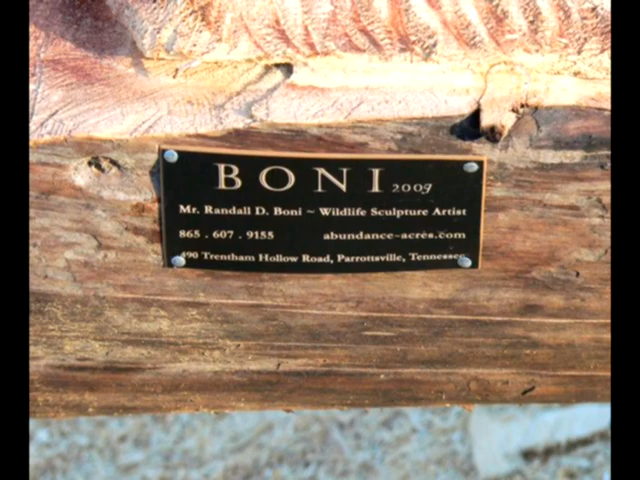 BONI 2009
Mr. Randall D. Boni ~ Wildlife Sculpture Artist
865 . 607 . 9155 abundance-acres.com
490 Trentham Hollow Road, Parrottsville, Tennessee